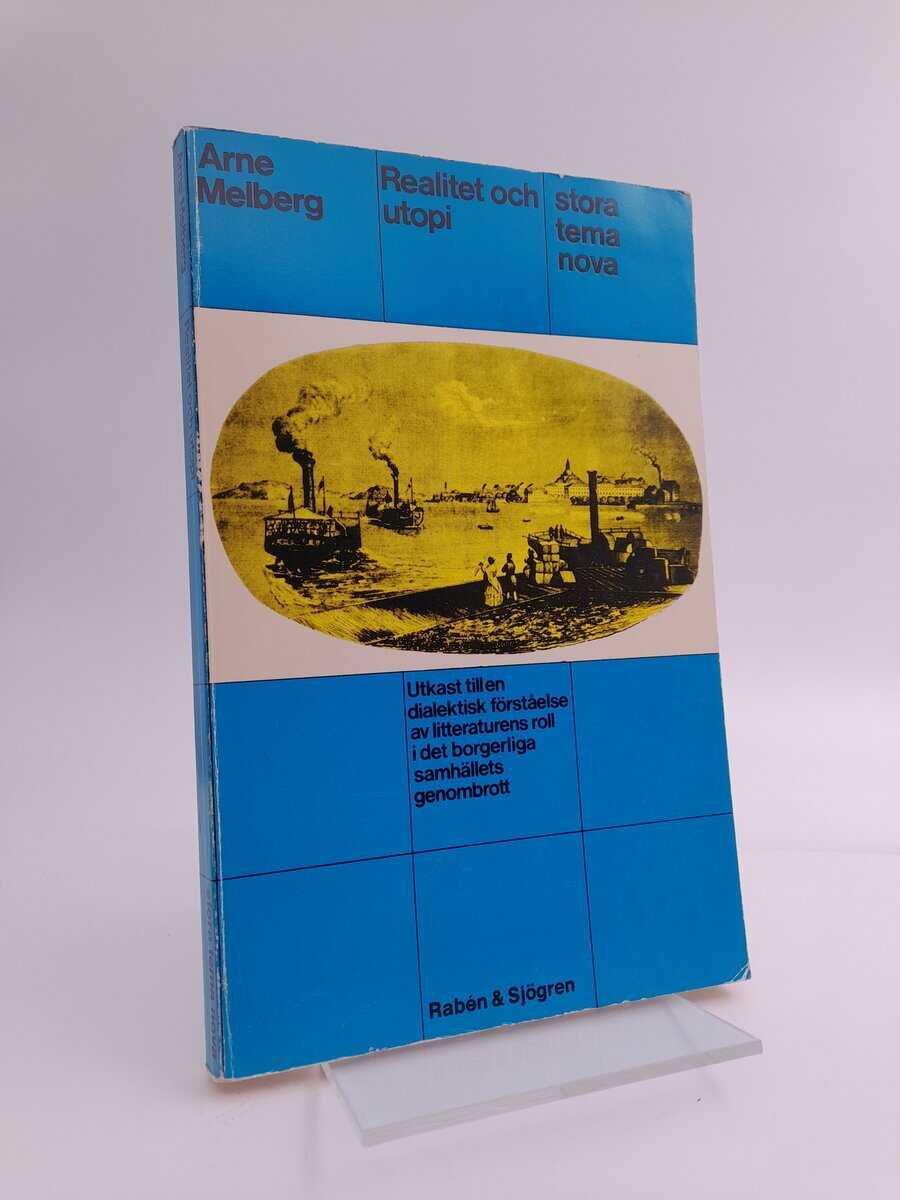 Arne
Melberg
Realitet och
utopi
stora
tema
nova
Utkast till en
dialektisk förståelse
av litteraturens roll
i det borgerliga
samhällets
genombrott
Rabén & Sjögren